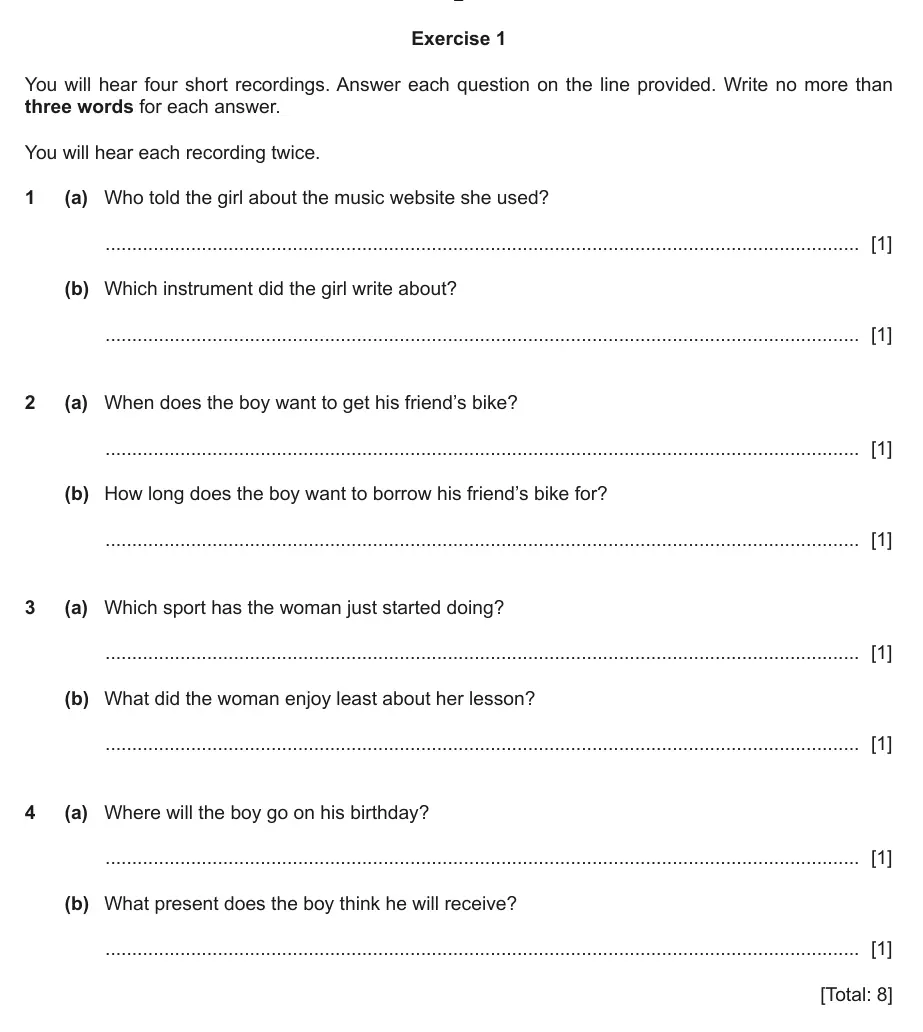 Exercise 1
You will hear four short recordings. Answer each question on the line provided. Write no more than
three words for each answer.
You will hear each recording twice.
1 (a) Who told the girl about the music website she used?
.......................................................................................................................................... [1]
(b) Which instrument did the girl write about?
.......................................................................................................................................... [1]
2 (a) When does the boy want to get his friend’s bike?
.......................................................................................................................................... [1]
(b) How long does the boy want to borrow his friend’s bike for?
.......................................................................................................................................... [1]
3 (a) Which sport has the woman just started doing?
.......................................................................................................................................... [1]
(b) What did the woman enjoy least about her lesson?
.......................................................................................................................................... [1]
4 (a) Where will the boy go on his birthday?
.......................................................................................................................................... [1]
(b) What present does the boy think he will receive?
.......................................................................................................................................... [1]
[Total: 8]